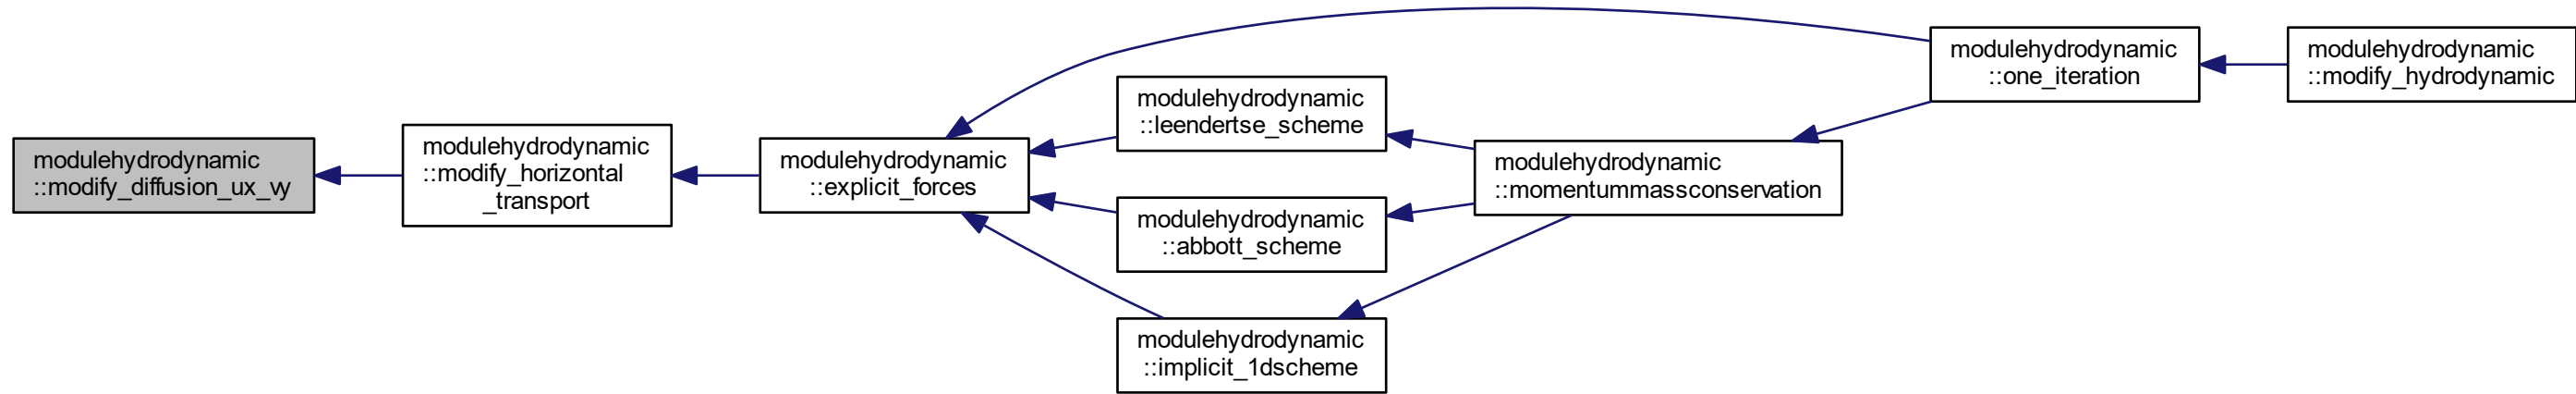 modulehydrodynamic
::modify_diffusion_ux_vy
modulehydrodynamic
::modify_horizontal
_transport
modulehydrodynamic
::explicit_forces
modulehydrodynamic
::leendertse_scheme
modulehydrodynamic
::abbott_scheme
modulehydrodynamic
::implicit_1dscheme
modulehydrodynamic
::momentummassconservation
modulehydrodynamic
::one_iteration
modulehydrodynamic
::modify_hydrodynamic